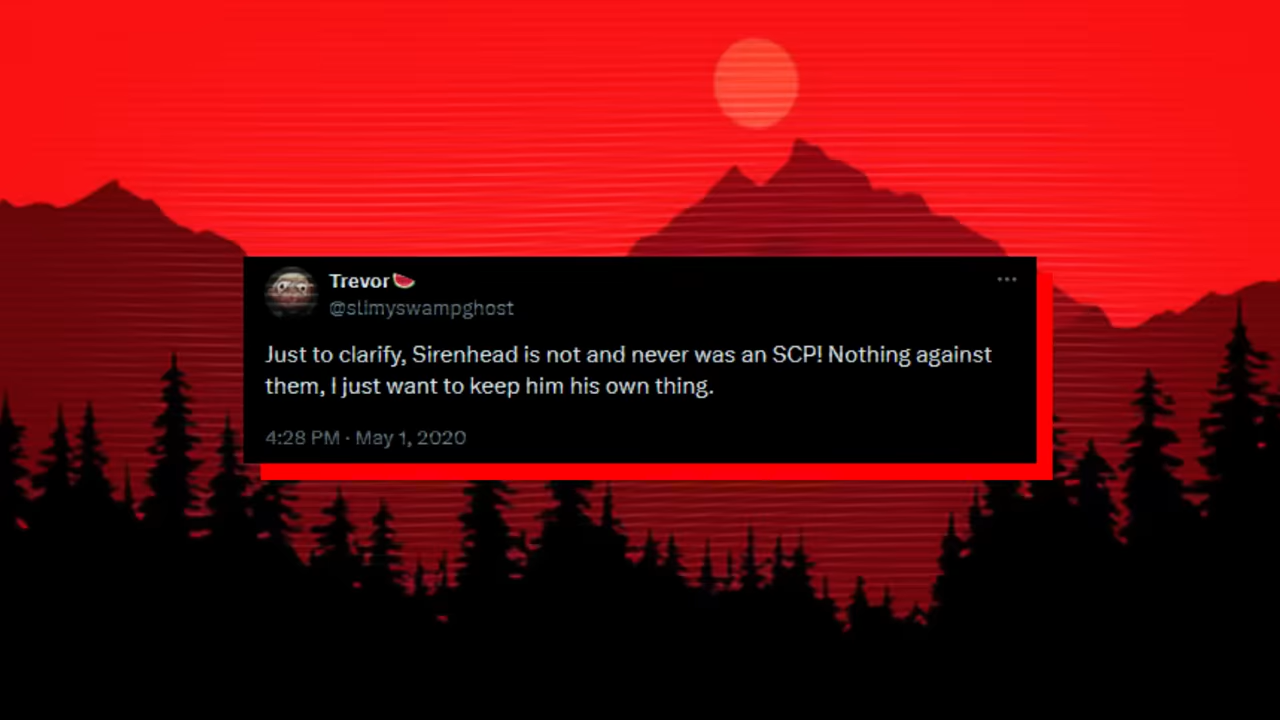 Trevor🍉
@slimyswampghost
Just to clarify, Sirenhead is not and never was an SCP! Nothing against
them, I just want to keep him his own thing.
4:28 PM · May 1, 2020